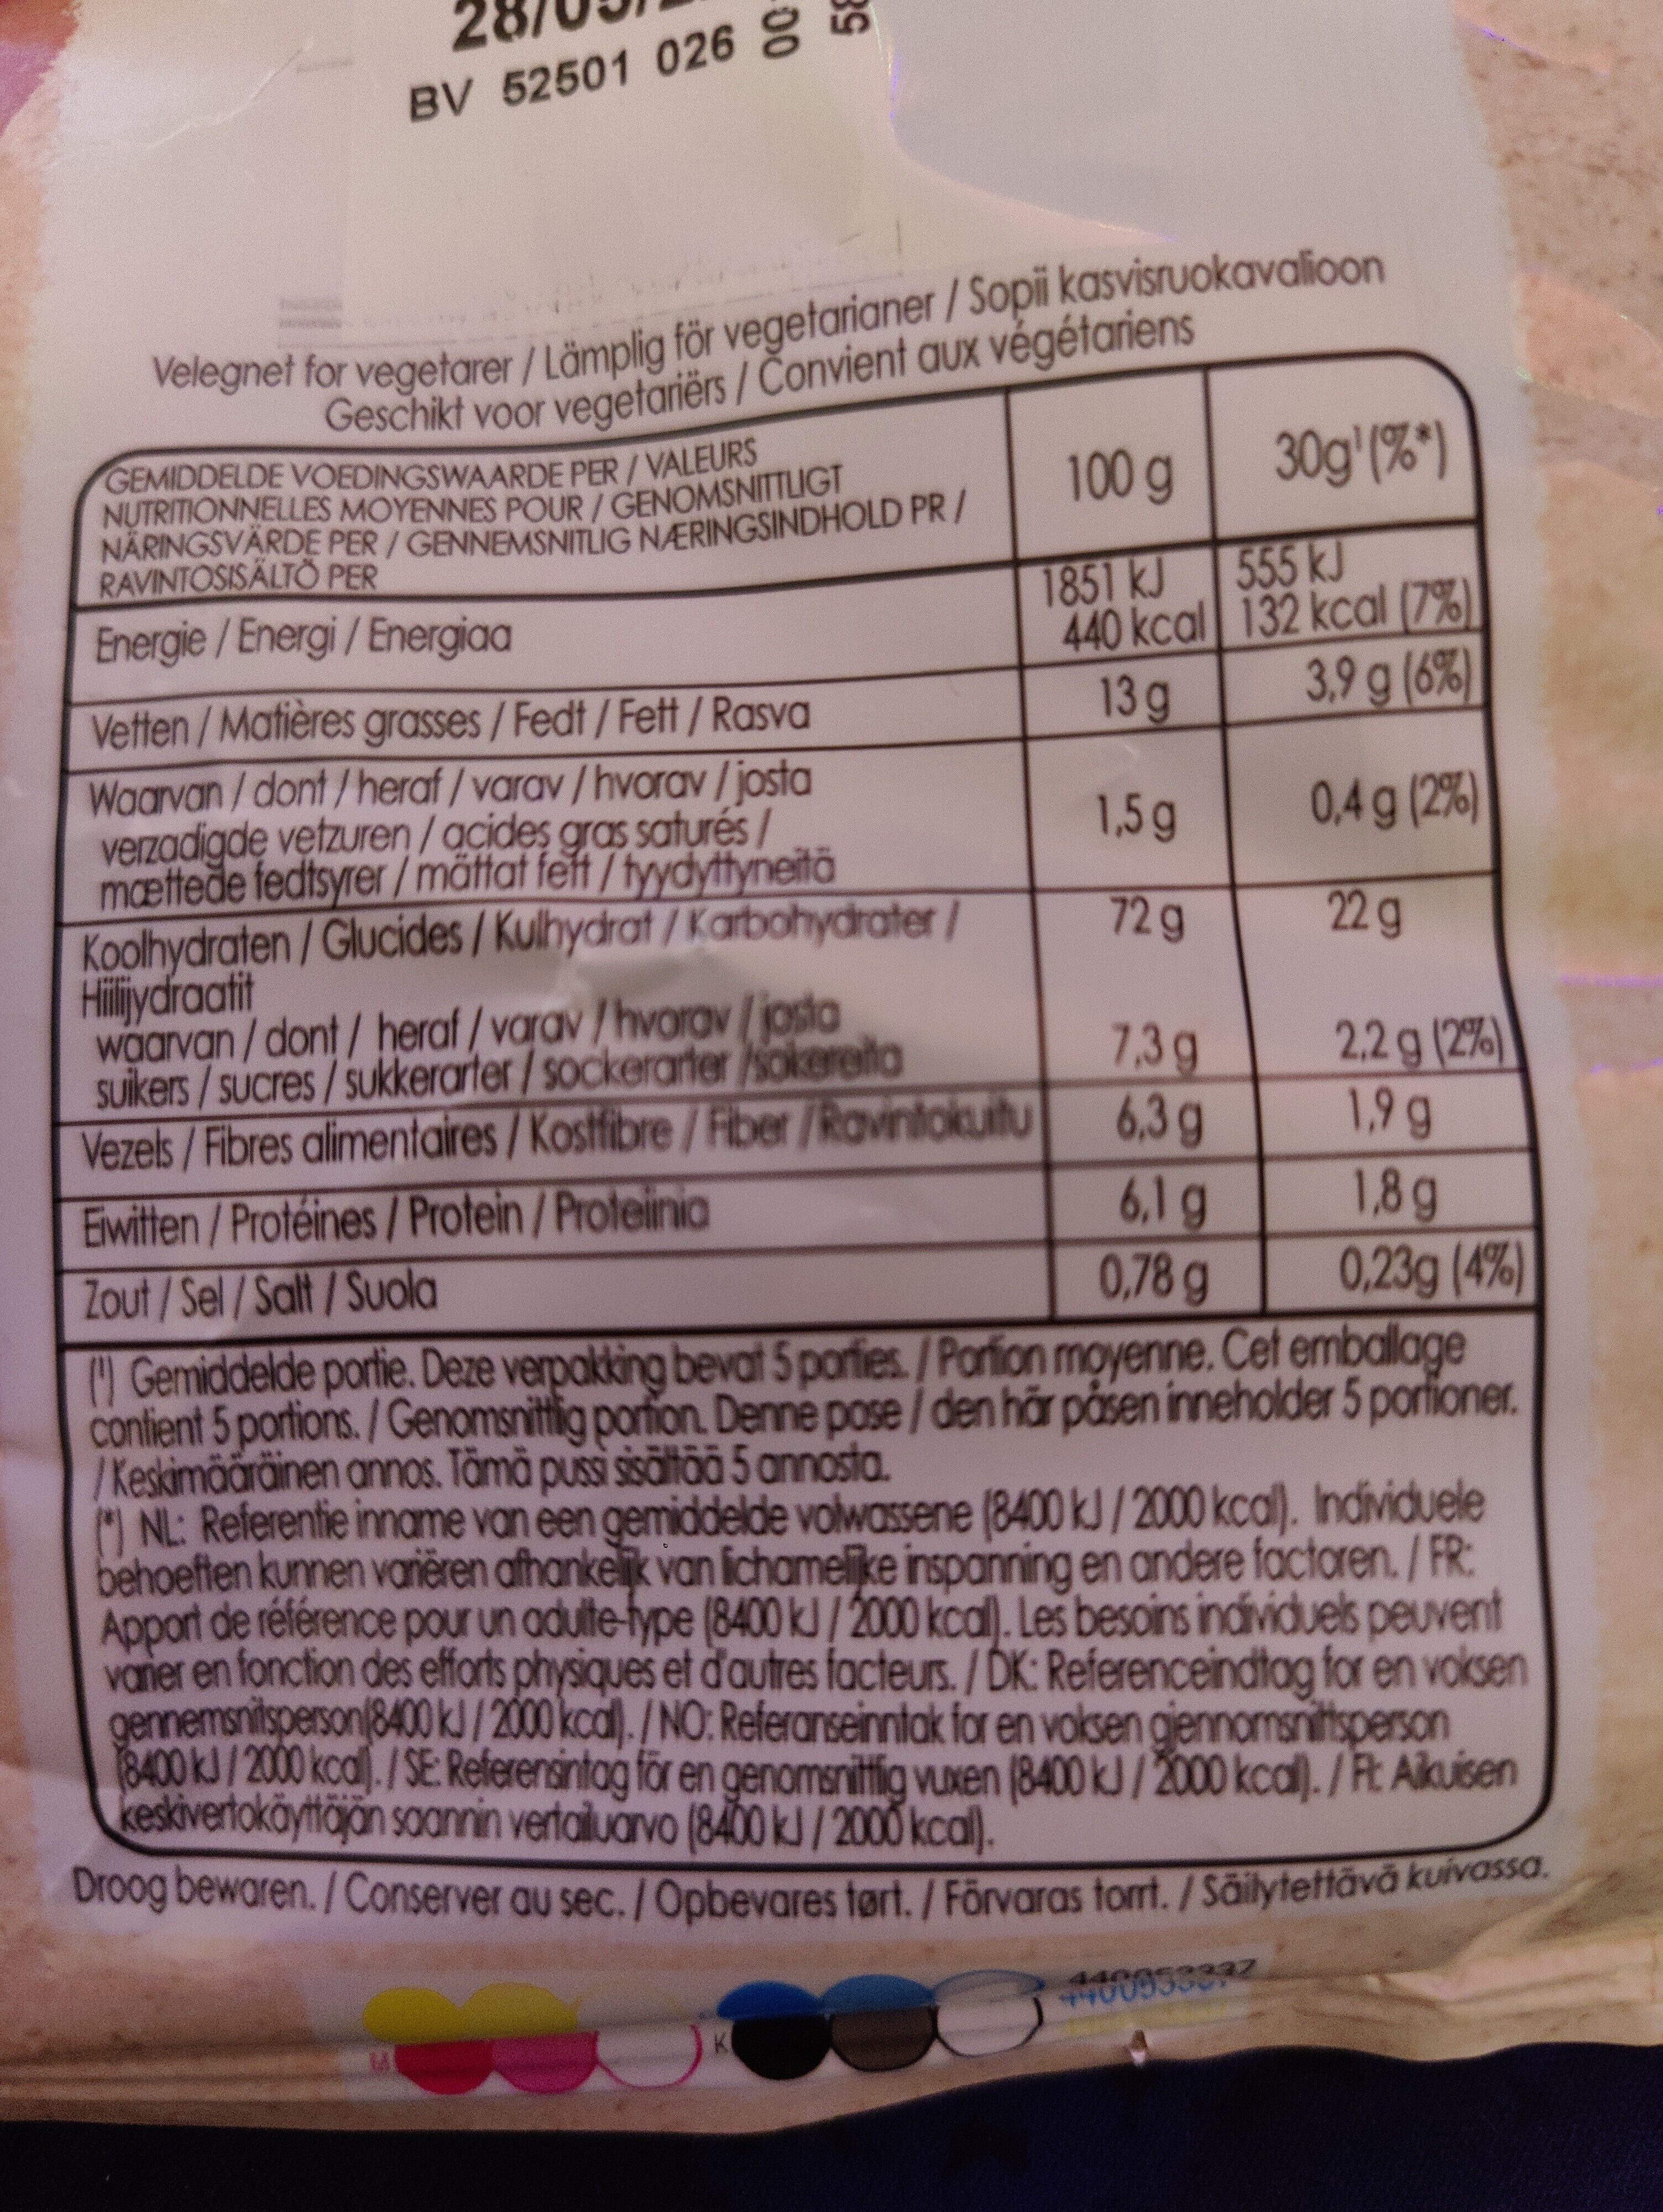 BV 52501 026
Velegnet for vegetarer / Lämplig för vegetarianer / Sopii kasvisruokavalioon
Geschikt voor vegetariërs / Convient aux végétariens
GEMIDDELDE VOEDINGSWAARDE PER / VALEURS
NUTRITIONNELLES MOYENNES POUR / GENOMSNITTLIGT
NÄRINGSVÄRDE PER / GENNEMSNITLIG NÆRINGSINDHOLD PR /
RAVINTOSISÄLTÖ PER
100 g
30g¹(%*)
Energie / Energi / Energiaa
1851 kJ
440 kcal
555 kJ
132 kcal (7%)
Vetten / Matières grasses / Fedt / Fett / Rasva
13 g
3,9 g (6%)
Waarvan / dont / heraf / varav / hvorav / josta
verzadigde vetzuren / acides gras saturés /
mættede fedtsyrer / mättat fett / tyydyttyneitä
1,5 g
0,4 g (2%)
Koolhydraten / Glucides / Kulhydrat / Karbohydrater /
Hiilijydraatit
72 g
22 g
waarvan / dont / heraf / varav / hvorav / josta
suikers / sucres / sukkerarter / sockerarter /sokereita
7,3 g
2,2 g (2%)
Vezels / Fibres alimentaires / Kostfibre / Fiber /Ravintokuitu
6,3 g
1,9 g
Eiwitten / Protéines / Protein / Proteiinia
6,1 g
1,8 g
Zout / Sel / Salt / Suola
0,78 g
0,23g (4%)
(¹) Gemiddelde portie. Deze verpakking bevat 5 porties. / Portion moyenne. Cet emballage
contient 5 portions. / Genomsnittlig portion. Denne pose / den här påsen inneholder 5 portioner.
/ Keskimääräinen annos. Tämä pussi sisältää 5 annosta.
(*) NL: Referentie inname van een gemiddelde volwassene (8400 kJ / 2000 kcal). Individuele
behoeften kunnen variëren afhankelijk van lichamelijke inspanning en andere factoren. / FR:
Apport de référence pour un adulte-type (8400 kJ / 2000 kcal). Les besoins individuels peuvent
varier en fonction des efforts physiques et d'autres facteurs. / DK: Referenceindtag for en voksen
gennemsnitsperson(8400 kJ / 2000 kcal). / NO: Referanseinntak for en voksen gjennomsnittsperson
(8400 kJ / 2000 kcal). / SE: Referensintag för en genomsnittlig vuxen (8400 kJ / 2000 kcal). / FI: Aikuisen
keskivertokäyttäjän saannin vertailuarvo (8400 kJ / 2000 kcal).
Droog bewaren. / Conserver au sec. / Opbevares tørt. / Förvaras torrt. / Säilytettävä kuivassa.
K